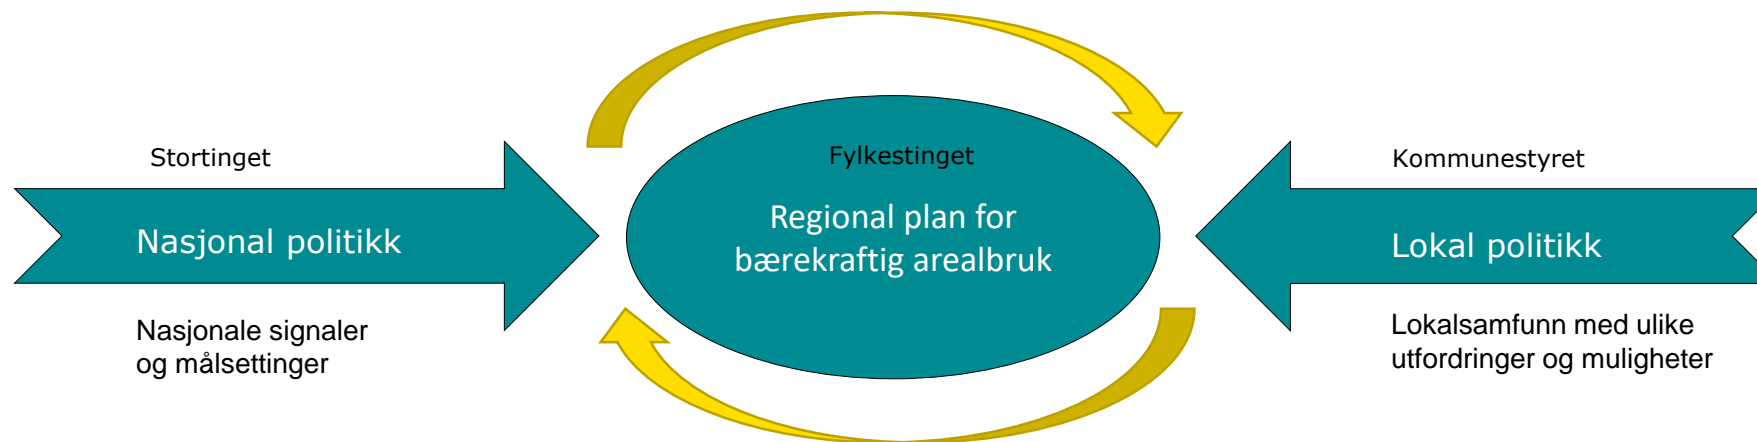 Stortinget
Nasjonal politikk
Nasjonale signaler
og målsettinger
Fylkestinget
Regional plan for
bærekraftig arealbruk
Kommunestyret
Lokal politikk
Lokalsamfunn med ulike
utfordringer og muligheter